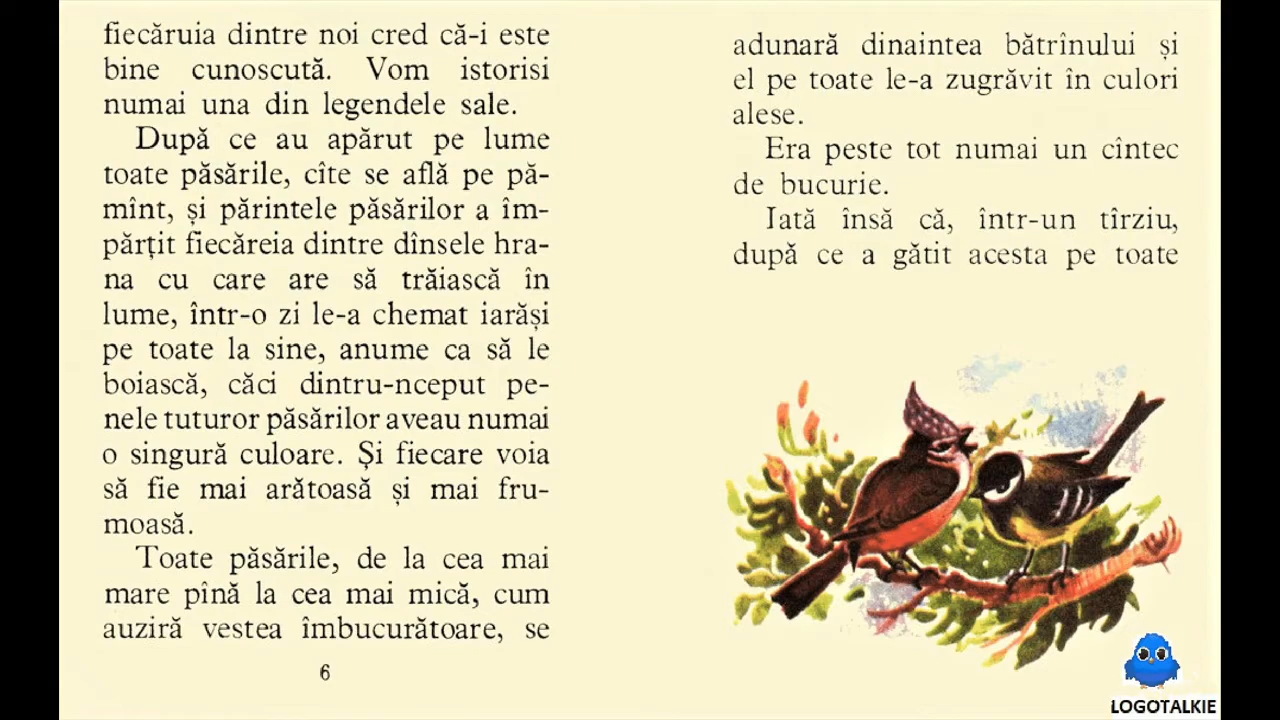 fiecăruia dintre noi cred că-i este
bine cunoscută. Vom istorisi
numai una din legendele sale.
După ce au apărut pe lume
toate păsările, cîte se află pe pă-
mînt, și părintele păsărilor a îm-
părțit fiecăreia dintre dînsele hra-
na cu care are să trăiască în
lume, într-o zi le-a chemat iarăși
pe toate la sine, anume ca să le
boiască, căci dintru-nceput pe-
nele tuturor păsărilor aveau numai
o singură culoare. Și fiecare voia
să fie mai arătoasă și mai fru-
moasă.
Toate păsările, de la cea mai
mare pînă la cea mai mică, cum
auziră vestea îmbucurătoare, se
6
adunară dinaintea bătrînului și
el pe toate le-a zugrăvit în culori
alese.
Era peste tot numai un cîntec
de bucurie.
Iată însă că, într-un tîrziu,
după ce a gătit acesta pe toate
LOGOTALKIE